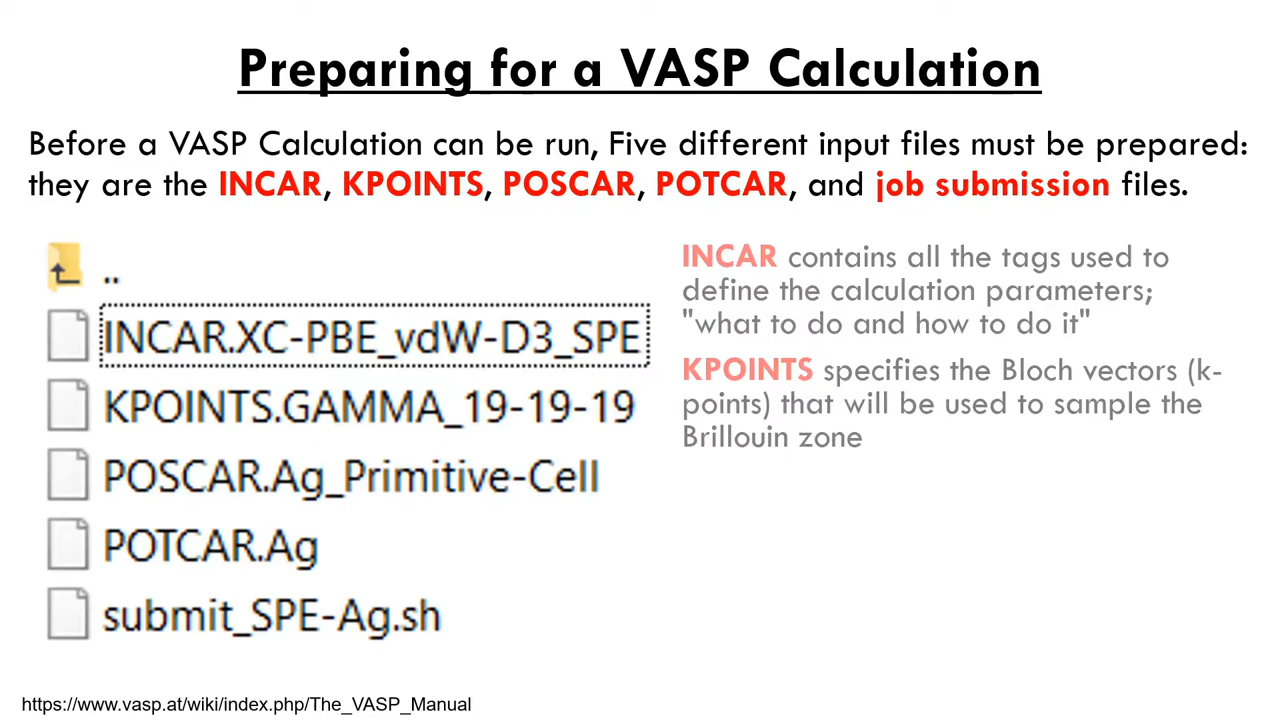 Preparing for a VASP Calculation
Before a VASP Calculation can be run, Five different input files must be prepared:
they are the INCAR, KPOINTS, POSCAR, POTCAR, and job submission files.
..
INCAR.XC-PBE_vdW-D3_SPE
KPOINTS.GAMMA_19-19-19
POSCAR.Ag_Primitive-Cell
POTCAR.Ag
submit_SPE-Ag.sh
INCAR contains all the tags used to
define the calculation parameters;
"what to do and how to do it"
KPOINTS specifies the Bloch vectors (k-
points) that will be used to sample the
Brillouin zone
https://www.vasp.at/wiki/index.php/The_VASP_Manual